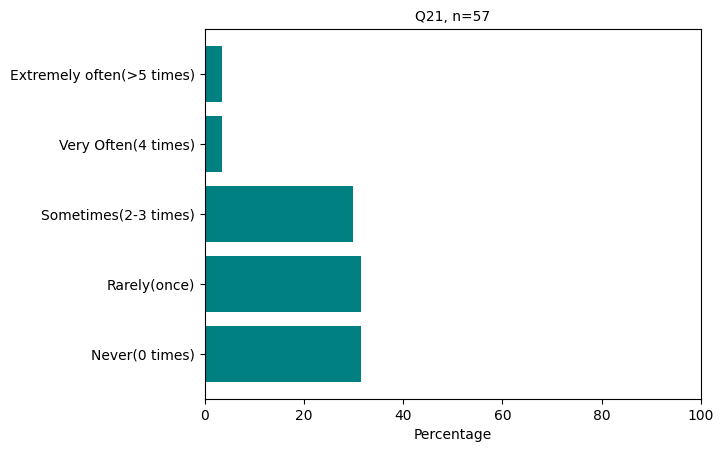 Q21, n=57
Extremely often(>5 times)
Very Often(4 times)
Sometimes(2-3 times)
Rarely(once)
Never(0 times)
0 20 40 60 80 100
Percentage